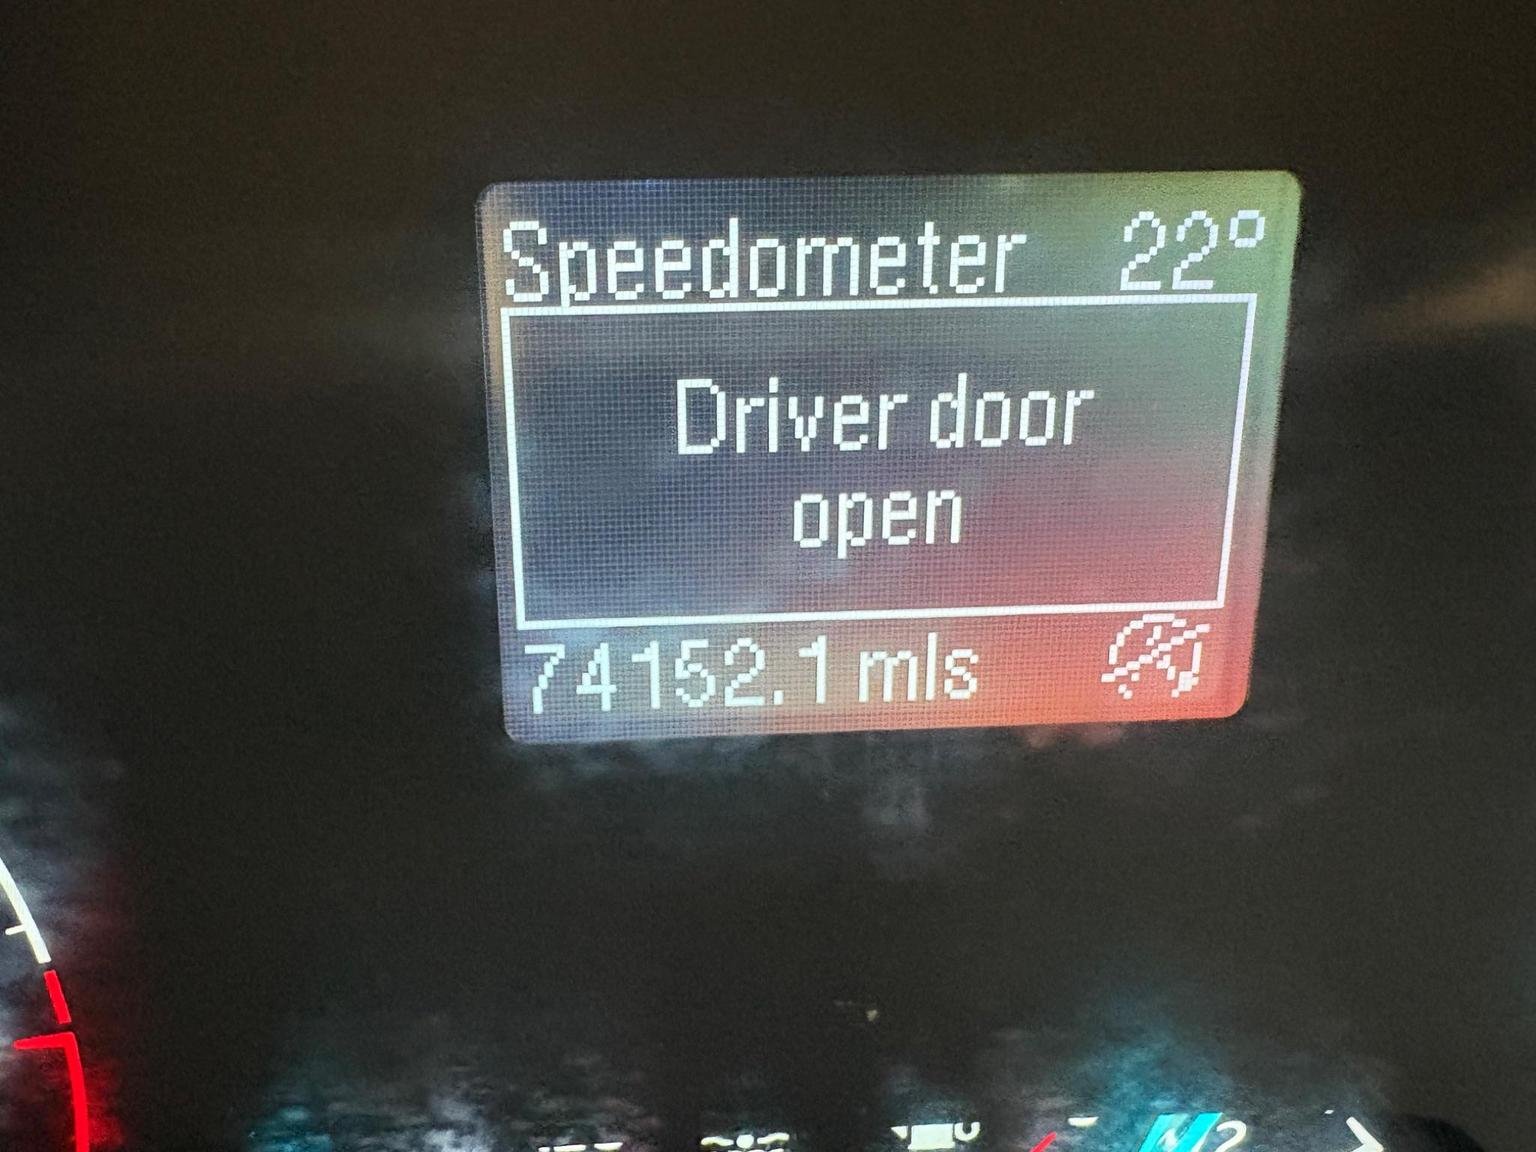 Speedometer 22°
Driver door
open
74152.1 mls